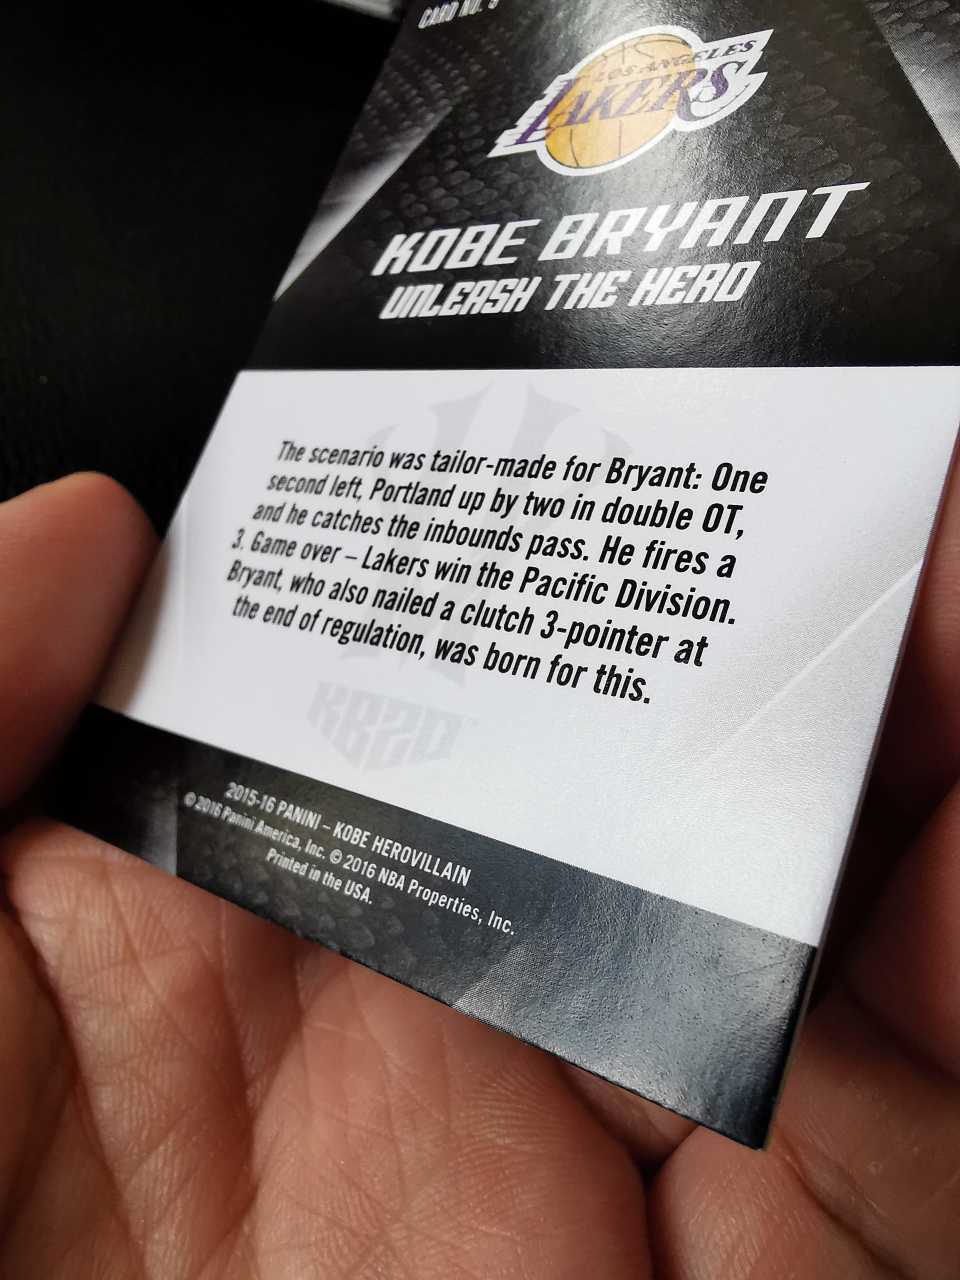 CARD NO.
LOS ANGELES
LAKERS
KOBE BRYANT
UNLEASH THE HERO
The scenario was tailor-made for Bryant: One
second left, Portland up by two in double OT,
and he catches the inbounds pass. He fires a
3. Game over – Lakers win the Pacific Division.
Bryant, who also nailed a clutch 3-pointer at
the end of regulation, was born for this.
KB20
2015-16 PANINI – KOBE HEROVILLAIN
© 2016 Panini America, Inc. © 2016 NBA Properties, Inc.
Printed in the USA.